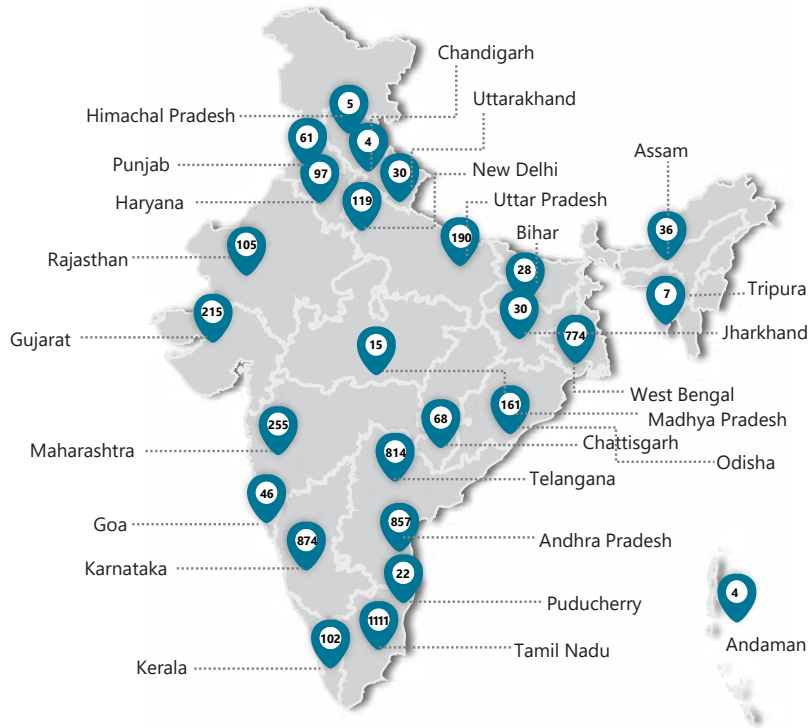 Chandigarh
5
Uttarakhand
Himachal Pradesh
61
4
Assam
Punjab
97
30
New Delhi
Haryana
119
Uttar Pradesh
36
190
Bihar
105
Rajasthan
28
7
Tripura
215
30
774
Jharkhand
Gujarat
15
West Bengal
161
Madhya Pradesh
68
255
Chattisgarh
Maharashtra
814
Odisha
Telangana
46
Goa
857
874
Andhra Pradesh
Karnataka
22
4
Puducherry
1111
102
Andaman
Tamil Nadu
Kerala